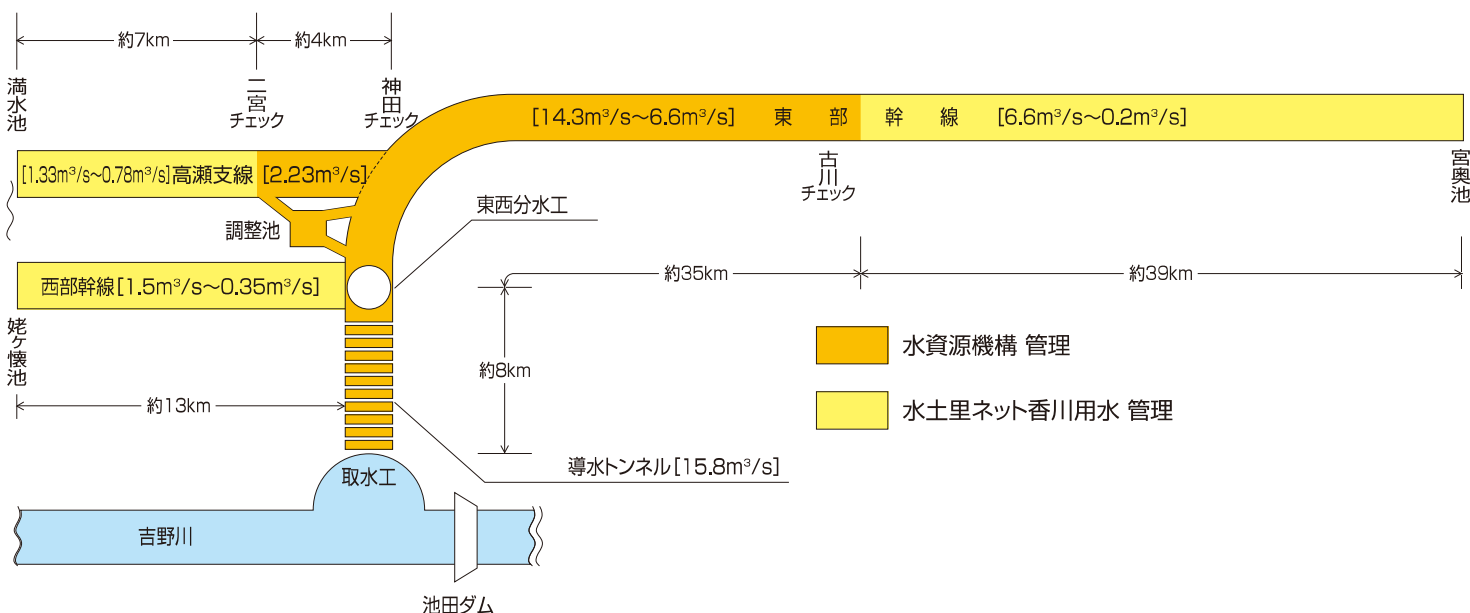 約7km
約4km
満水池
二宮
チェック
神田
チェック
[14.3m³/s～6.6m³/s] 東部
幹線 [6.6m³/s～0.2m³/s]
[1.33m³/s～0.78m³/s]高瀬支線
[2.23m³/s]
古川
チェック
宮奥池
調整池
東西分水工
西部幹線[1.5m³/s～0.35m³/s]
約35km
約39km
姥ヶ懐池
約13km
約8km
水資源機構 管理
水土里ネット香川用水 管理
導水トンネル[15.8m³/s]
取水工
吉野川
池田ダム